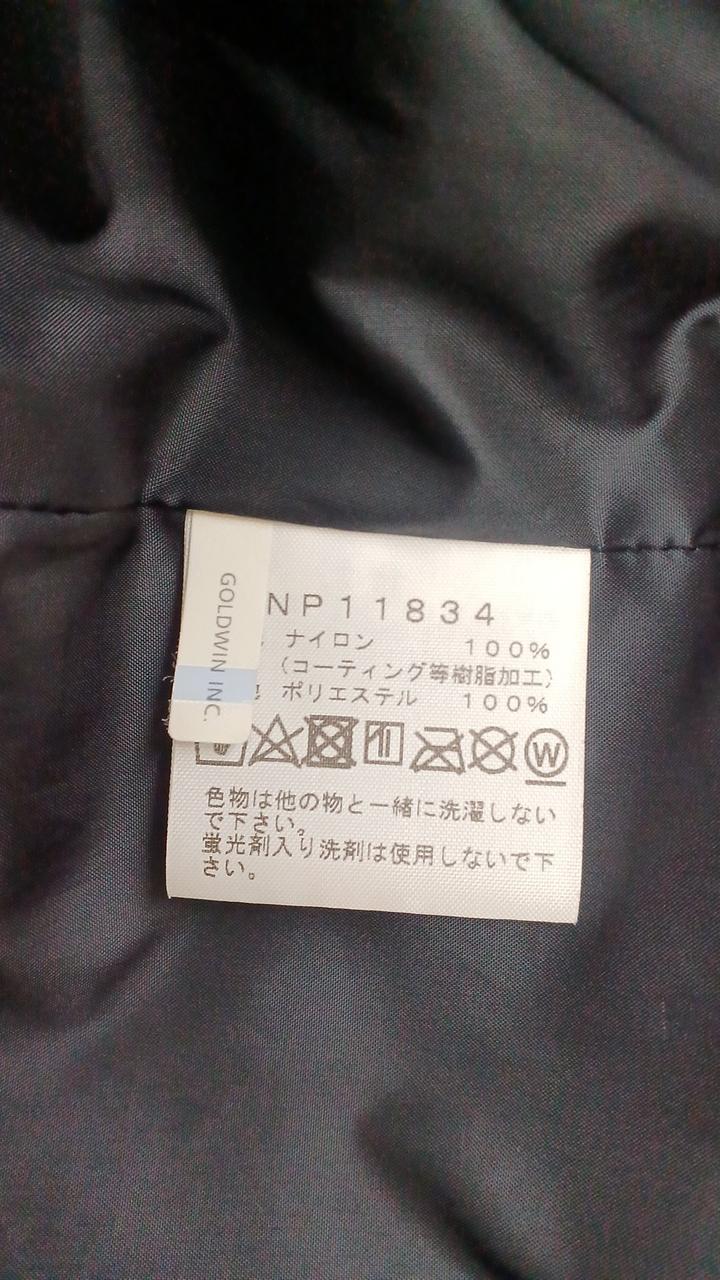 GOLDWIN INC.
NP11834
ナイロン 100%
(コーティング等樹脂加工)
ポリエステル 100%
W
色物は他の物と一緒に洗濯しない
で下さい。
蛍光剤入り洗剤は使用しないで下
さい。